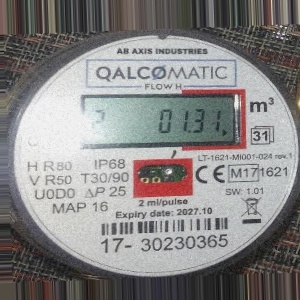 AB AXIS INDUSTRIES
QALCOMATIC
FLOW H
01.31,
m³
31
LT-1621-MI001-024 rev.1
H R80 IP68
V R50 T30/90
U0D0 ΔP 25
MAP 16
CE M17 1621
SW: 1.01
2 ml/pulse
Expiry date: 2027.10
17- 30230365